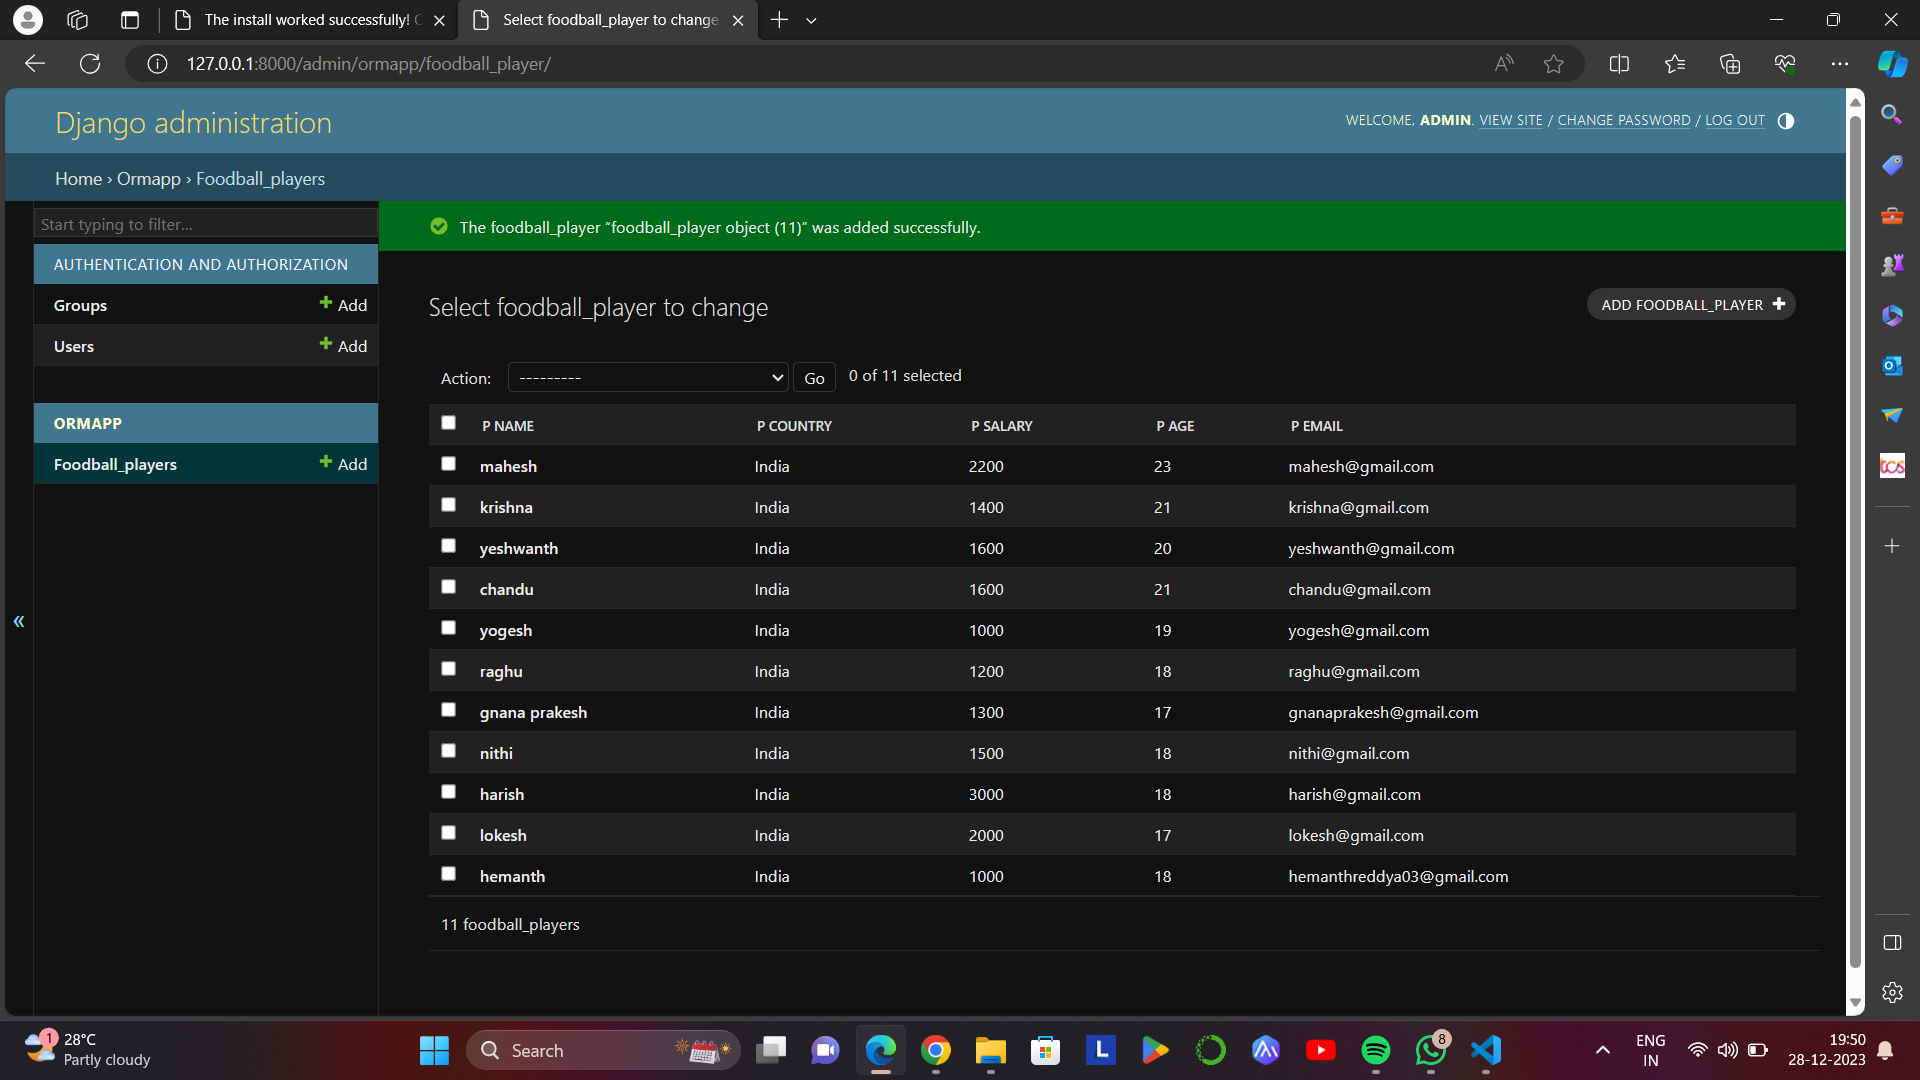 The install worked successfully! C
Select foodball_player to change
127.0.0.1:8000/admin/ormapp/foodball_player/
Django administration
WELCOME, ADMIN. VIEW SITE / CHANGE PASSWORD / LOG OUT
Home › Ormapp › Foodball_players
Start typing to filter...
The foodball_player “foodball_player object (11)” was added successfully.
AUTHENTICATION AND AUTHORIZATION
Groups + Add
Users + Add
ORMAPP
Foodball_players + Add
«
Select foodball_player to change
ADD FOODBALL_PLAYER +
Action: --------- Go 0 of 11 selected
P NAME P COUNTRY P SALARY P AGE P EMAIL
mahesh India 2200 23 mahesh@gmail.com
krishna India 1400 21 krishna@gmail.com
yeshwanth India 1600 20 yeshwanth@gmail.com
chandu India 1600 21 chandu@gmail.com
yogesh India 1000 19 yogesh@gmail.com
raghu India 1200 18 raghu@gmail.com
gnana prakesh India 1300 17 gnanaprakesh@gmail.com
nithi India 1500 18 nithi@gmail.com
harish India 3000 18 harish@gmail.com
lokesh India 2000 17 lokesh@gmail.com
hemanth India 1000 18 hemanthreddya03@gmail.com
11 foodball_players
tcs
1
28°C
Partly cloudy
Search
L
8
ENG
IN
19:50
28-12-2023